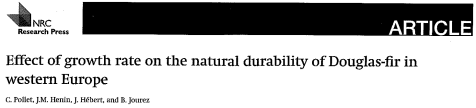 NRC
Research Press
ARTICLE
Effect of growth rate on the natural durability of Douglas-fir in
western Europe
C. Pollet, J.M. Henin, J. Hébert, and B. Jourez